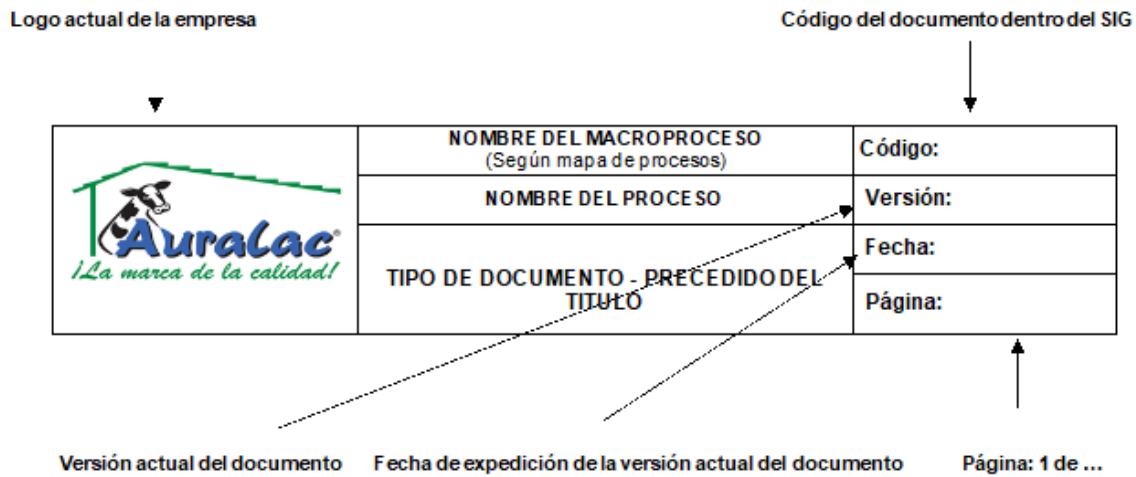 Logo actual de la empresa
Código del documento dentro del SIG
NOMBRE DEL MACROPROCESO
(Según mapa de procesos)
Código:
NOMBRE DEL PROCESO
Versión:
AuraLac®
¡La marca de la calidad!
TIPO DE DOCUMENTO - PRECEDIDO DEL
TITULO
Fecha:
Página:
Versión actual del documento
Fecha de expedición de la versión actual del documento
Página: 1 de ...